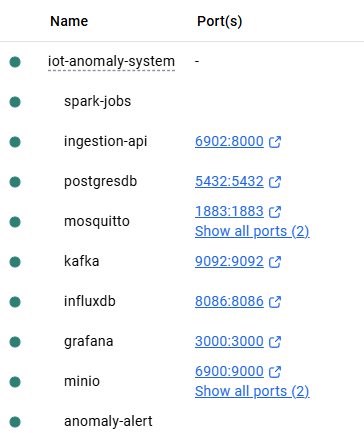 Name Port(s)
iot-anomaly-system -
spark-jobs
ingestion-api 6902:8000
postgresdb 5432:5432
mosquitto 1883:1883
Show all ports (2)
kafka 9092:9092
influxdb 8086:8086
grafana 3000:3000
minio 6900:9000
Show all ports (2)
anomaly-alert